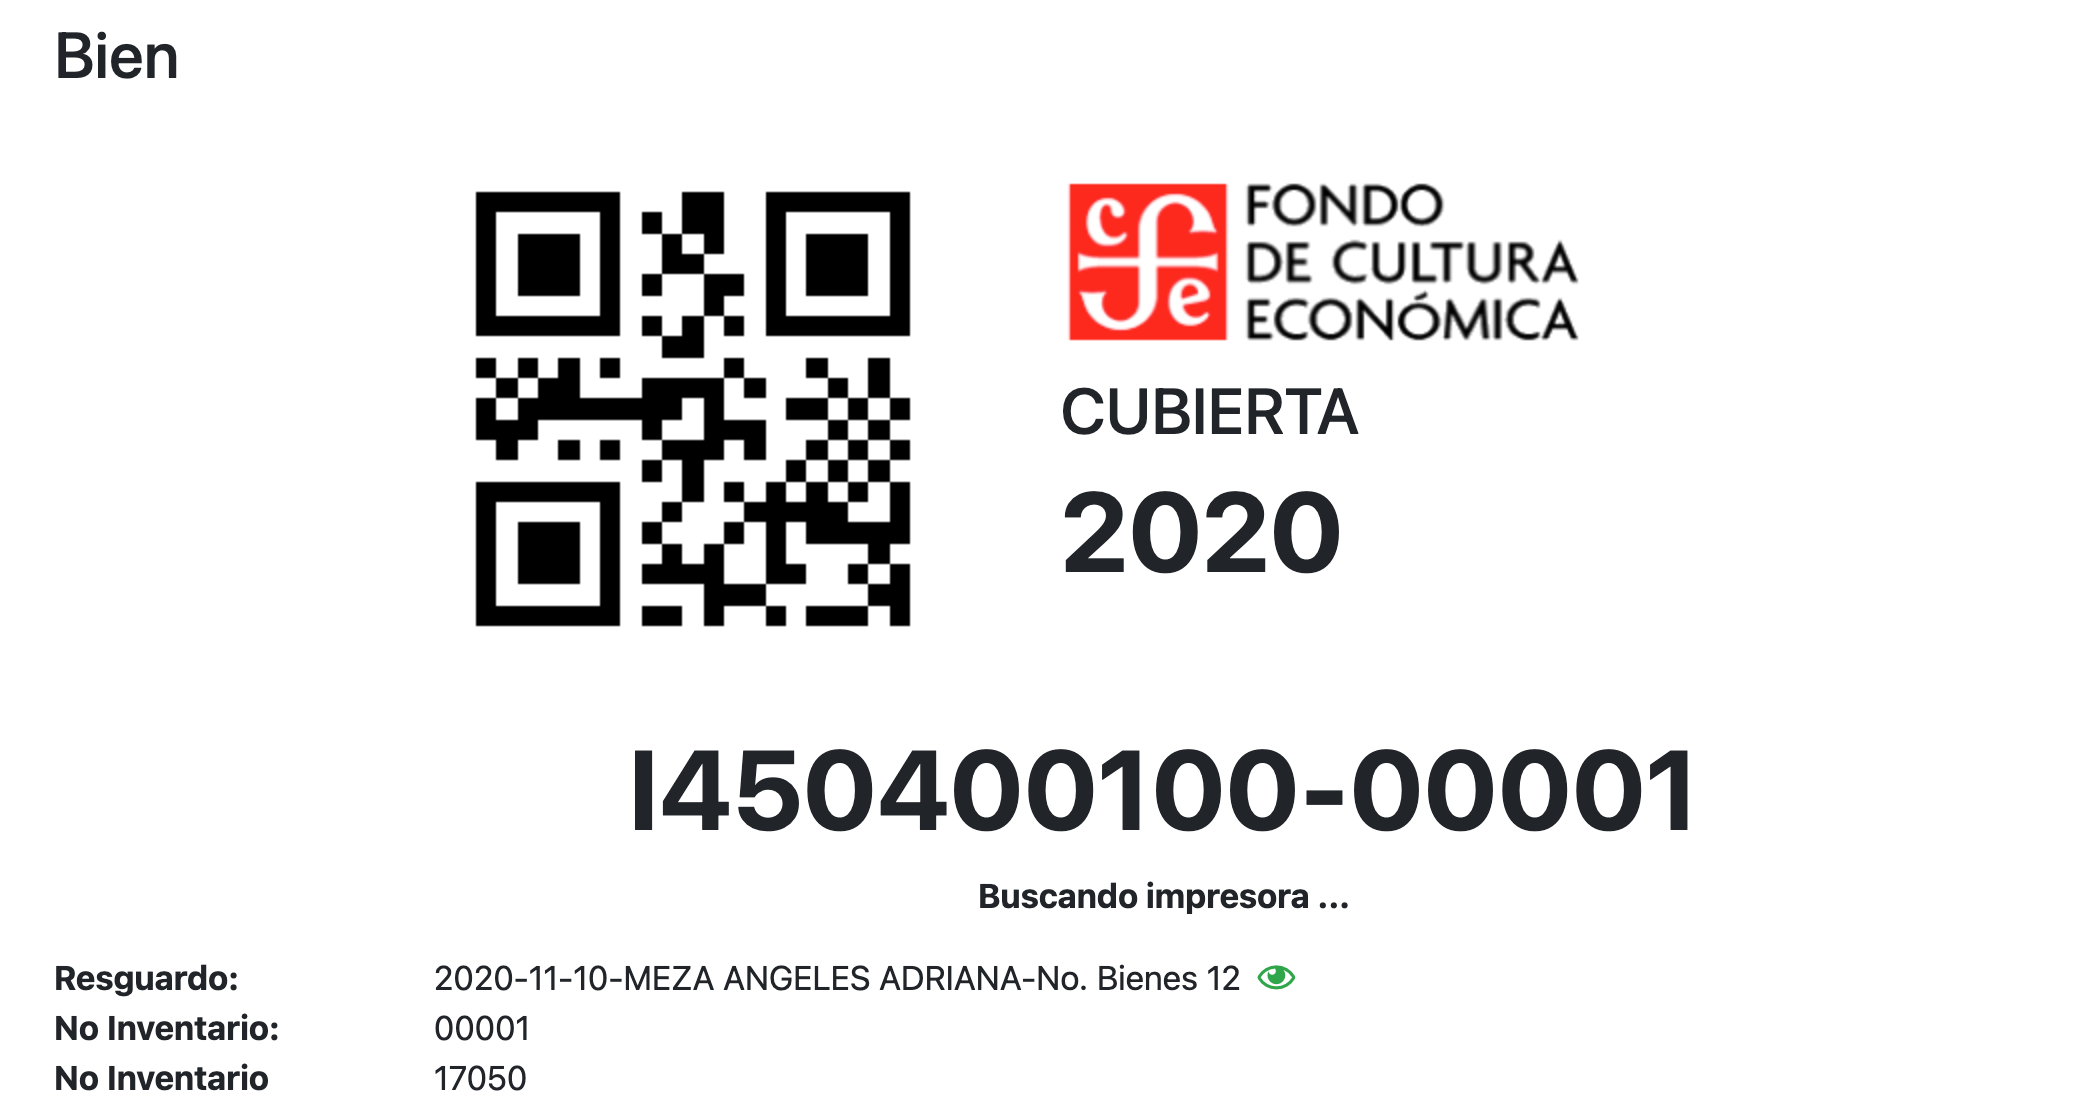 Bien
cfe
FONDO
DE CULTURA
ECONÓMICA
CUBIERTA
2020
I450400100-00001
Buscando impresora ...
Resguardo: 2020-11-10-MEZA ANGELES ADRIANA-No. Bienes 12
No Inventario: 00001
No Inventario 17050